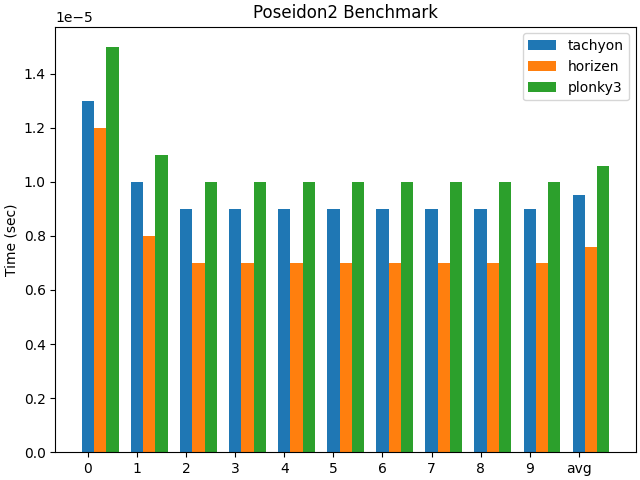 Poseidon2 Benchmark
1e−5
tachyon
horizen
plonky3
Time (sec)
1.4
1.2
1.0
0.8
0.6
0.4
0.2
0.0
0 1 2 3 4 5 6 7 8 9 avg